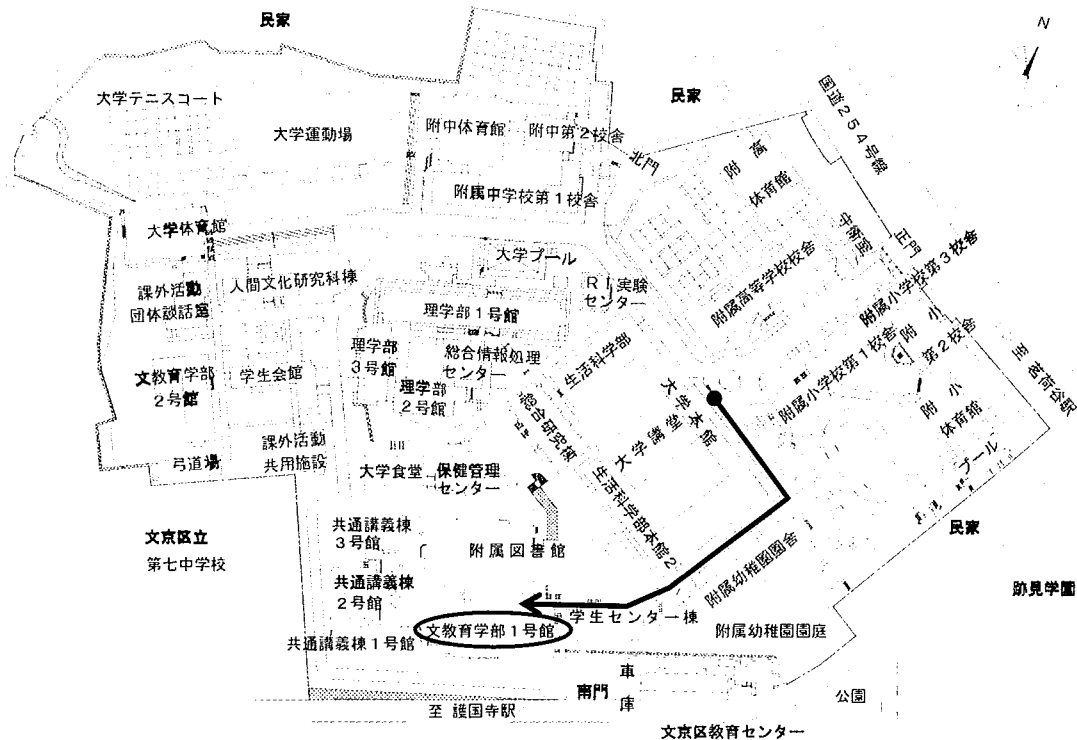 民家
N
民家
国道254号線
大学テニスコート
大学運動場
附中体育館
附中第2校舎
北門
附高
体育館
附属中学校第1校舎
正門
大学体育館
大学プール
附属高等学校校舎
附属小学校第3校舎
課外活動
団体談話室
人間文化研究科棟
RI実験
センター
理学部1号館
附属小学校第1校舎
附小
第2校舎
至 茗荷谷駅
理学部
3号館
総合情報処理
センター
生活科学部
文教育学部
2号館
学生会館
理学部
2号館
大学本館
大学講堂
附小
体育館
プール
総合研究棟
弓道場
課外活動
共用施設
大学食堂
保健管理
センター
生活科学部本館2
文京区立
第七中学校
共通講義棟
3号館
附属図書館
民家
附属幼稚園園舎
跡見学園
共通講義棟
2号館
学生センター棟
文教育学部1号館
附属幼稚園園庭
共通講義棟1号館
南門
車庫
公園
至 護国寺駅
文京区教育センター